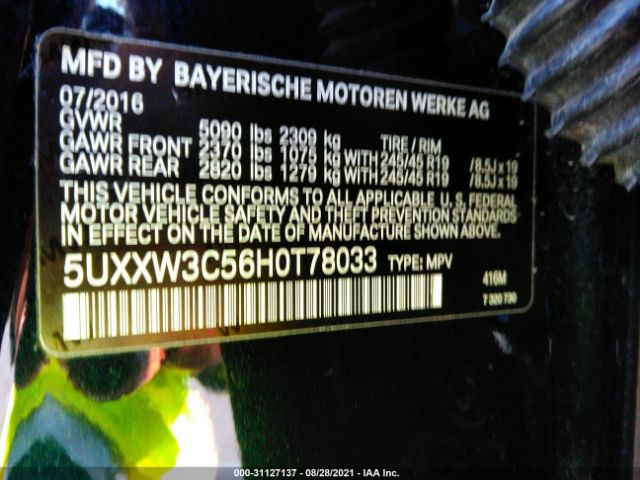 MFD BY BAYERISCHE MOTOREN WERKE AG
07/2016
GVWR 5090 lbs 2309 kg TIRE / RIM
GAWR FRONT 2370 lbs 1075 kg WITH 245/45 R19 /8.5J x 19
GAWR REAR 2820 lbs 1279 kg WITH 245/45 R19 /8.5J x 19
THIS VEHICLE CONFORMS TO ALL APPLICABLE U.S. FEDERAL
MOTOR VEHICLE SAFETY AND THEFT PREVENTION STANDARDS
IN EFFECT ON THE DATE OF MANUFACTURE SHOWN ABOVE.
5UXXW3C56H0T78033 TYPE: MPV 416M
7 320 730
000-31127137 - 08/28/2021 - IAA Inc.